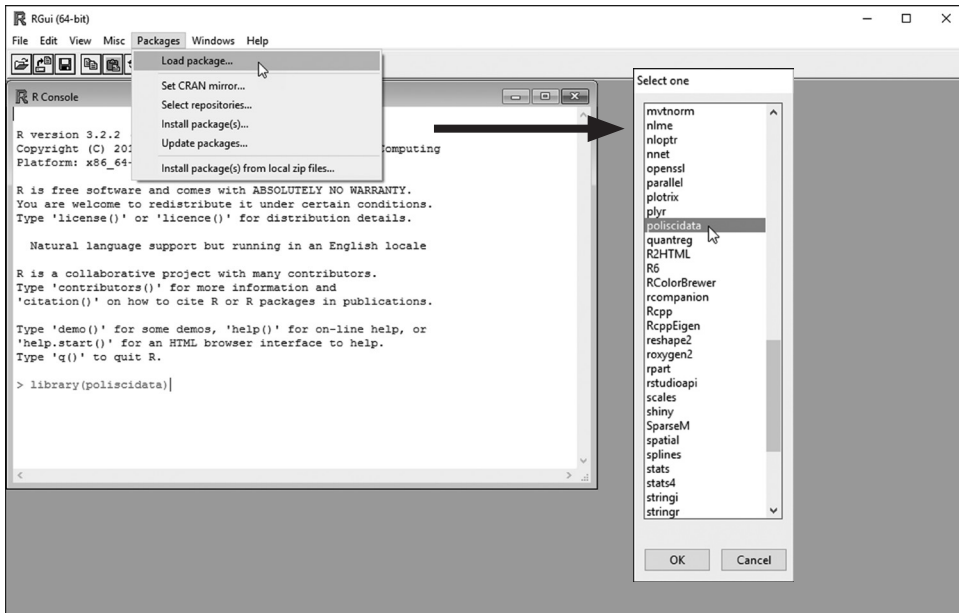 RGui (64-bit)
File Edit View Misc Packages Windows Help
Load package...
Set CRAN mirror...
Select repositories...
Install package(s)...
Update packages...
Install package(s) from local zip files...
R Console
R version 3.2.2
Copyright (C) 201 Computing
Platform: x86_64-
R is free software and comes with ABSOLUTELY NO WARRANTY.
You are welcome to redistribute it under certain conditions.
Type 'license()' or 'licence()' for distribution details.
Natural language support but running in an English locale
R is a collaborative project with many contributors.
Type 'contributors()' for more information and
'citation()' on how to cite R or R packages in publications.
Type 'demo()' for some demos, 'help()' for on-line help, or
'help.start()' for an HTML browser interface to help.
Type 'q()' to quit R.
> library(poliscidata)
Select one
mvtnorm
nlme
nloptr
nnet
openssl
parallel
plotrix
plyr
poliscidata
quantreg
R2HTML
R6
RColorBrewer
rcompanion
Rcpp
RcppEigen
reshape2
roxygen2
rpart
rstudioapi
scales
shiny
SparseM
spatial
splines
stats
stats4
stringi
stringr
OK Cancel